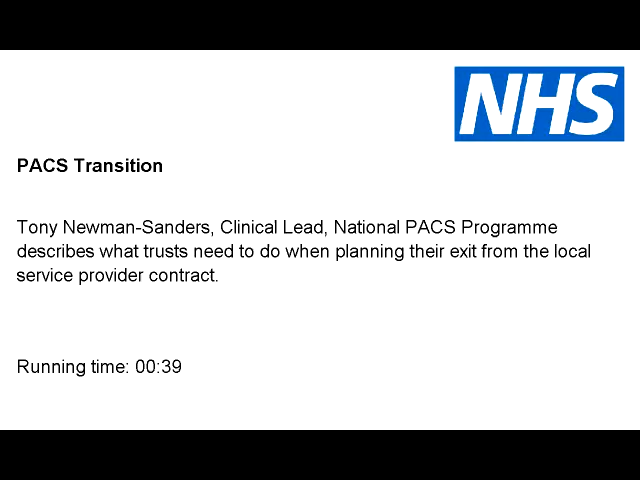 NHS
PACS Transition
Tony Newman-Sanders, Clinical Lead, National PACS Programme
describes what trusts need to do when planning their exit from the local
service provider contract.
Running time: 00:39